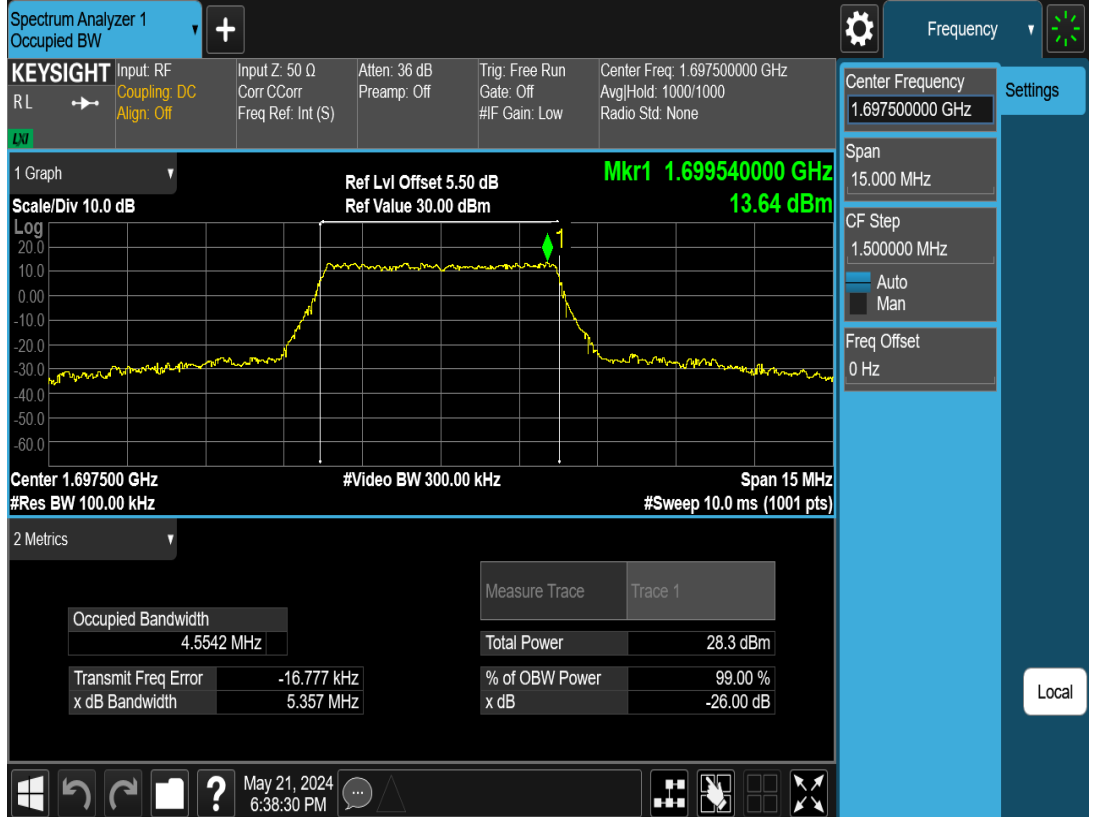 Spectrum Analyzer 1
Occupied BW
▼
+
Frequency ▼
KEYSIGHT
RL
LXI
Input: RF
Coupling: DC
Align: Off
Input Z: 50 Ω
Corr CCorr
Freq Ref: Int (S)
Atten: 36 dB
Preamp: Off
Trig: Free Run
Gate: Off
#IF Gain: Low
Center Freq: 1.697500000 GHz
Avg|Hold: 1000/1000
Radio Std: None
Center Frequency
1.697500000 GHz
Settings
Span
15.000 MHz
CF Step
1.500000 MHz
Auto
Man
Freq Offset
0 Hz
1 Graph ▼
Scale/Div 10.0 dB
Ref Lvl Offset 5.50 dB
Ref Value 30.00 dBm
Mkr1 1.699540000 GHz
13.64 dBm
Log
20.0
10.0
0.00
-10.0
-20.0
-30.0
-40.0
-50.0
-60.0
1
Center 1.697500 GHz
#Video BW 300.00 kHz
Span 15 MHz
#Res BW 100.00 kHz
#Sweep 10.0 ms (1001 pts)
2 Metrics ▼
Measure Trace Trace 1
Occupied Bandwidth
4.5542 MHz
Total Power 28.3 dBm
Transmit Freq Error -16.777 kHz
% of OBW Power 99.00 %
x dB Bandwidth 5.357 MHz
x dB -26.00 dB
Local
?
May 21, 2024
6:38:30 PM